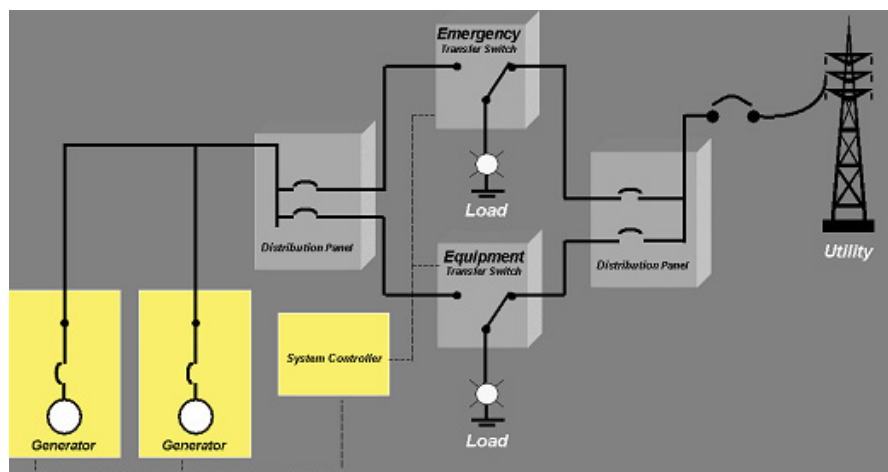 Emergency
Transfer Switch
Load
Distribution Panel
Distribution Panel
Utility
Equipment
Transfer Switch
System Controller
Load
Generator
Generator